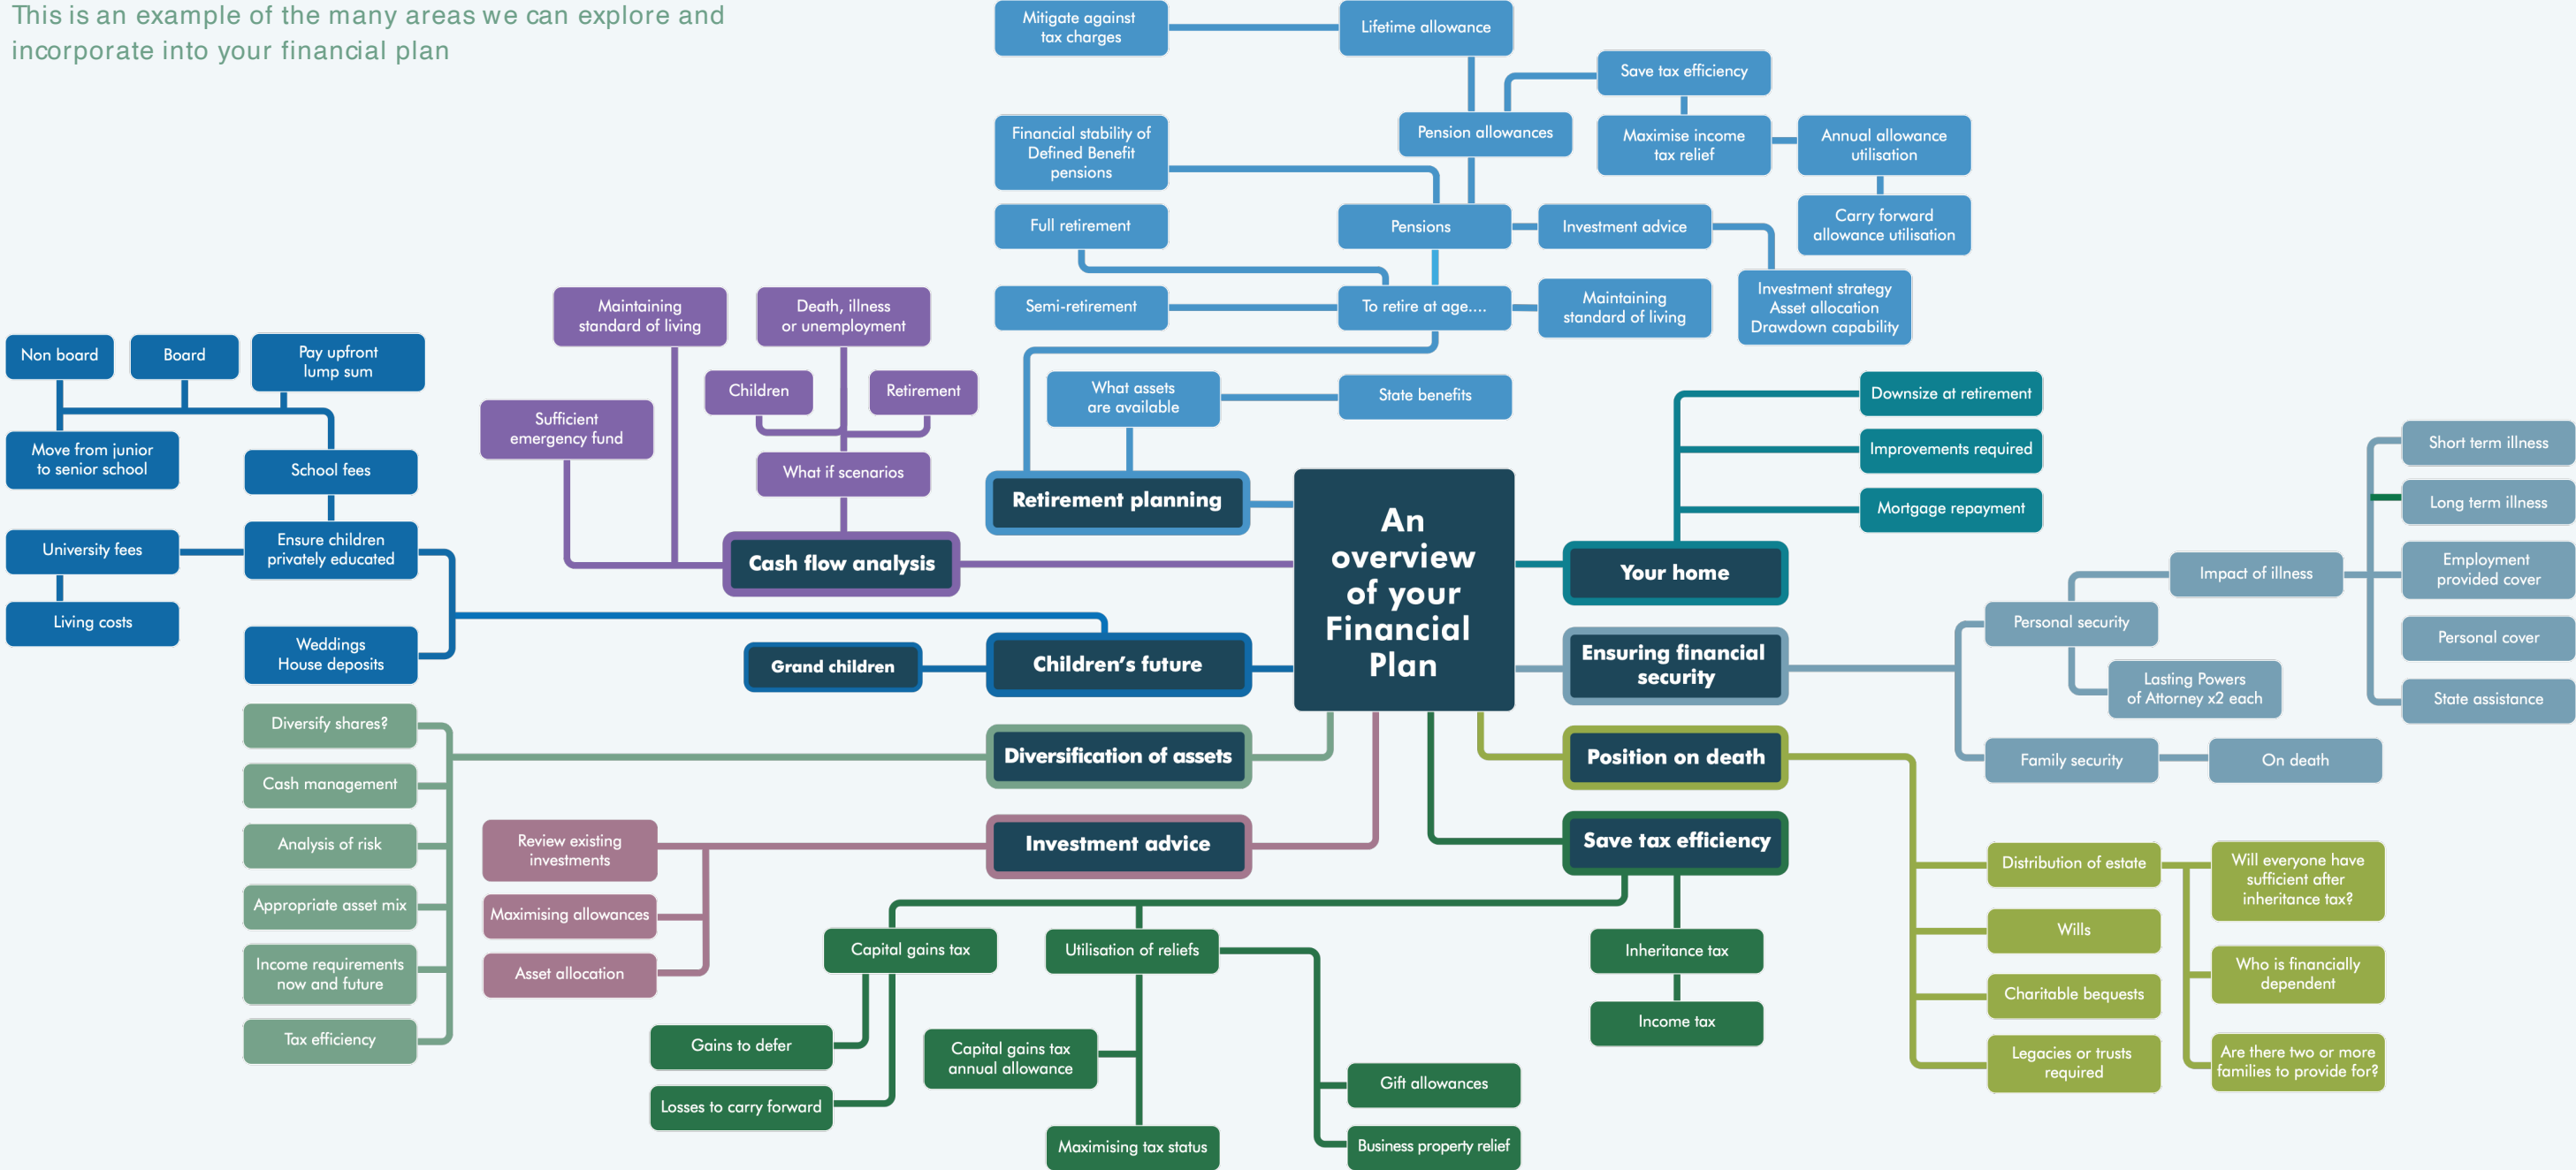 This is an example of the many areas we can explore and
incorporate into your financial plan
Mitigate against
tax charges
Lifetime allowance
Save tax efficiency
Financial stability of
Defined Benefit
pensions
Pension allowances
Maximise income
tax relief
Annual allowance
utilisation
Full retirement
Pensions
Investment advice
Carry forward
allowance utilisation
Semi-retirement
To retire at age....
Maintaining
standard of living
Investment strategy
Asset allocation
Drawdown capability
What assets
are available
State benefits
Retirement planning
Maintaining
standard of living
Death, illness
or unemployment
Children
Retirement
Sufficient
emergency fund
What if scenarios
Cash flow analysis
Non board
Board
Pay upfront
lump sum
Move from junior
to senior school
School fees
University fees
Ensure children
privately educated
Living costs
Weddings
House deposits
Grand children
Children's future
An
overview
of your
Financial
Plan
Downsize at retirement
Improvements required
Mortgage repayment
Your home
Short term illness
Long term illness
Impact of illness
Employment
provided cover
Personal security
Personal cover
Ensuring financial
security
Lasting Powers
of Attorney x2 each
State assistance
Family security
On death
Diversify shares?
Cash management
Analysis of risk
Appropriate asset mix
Income requirements
now and future
Tax efficiency
Diversification of assets
Review existing
investments
Maximising allowances
Asset allocation
Investment advice
Position on death
Distribution of estate
Will everyone have
sufficient after
inheritance tax?
Wills
Who is financially
dependent
Charitable bequests
Legacies or trusts
required
Are there two or more
families to provide for?
Save tax efficiency
Capital gains tax
Utilisation of reliefs
Inheritance tax
Income tax
Gains to defer
Capital gains tax
annual allowance
Losses to carry forward
Gift allowances
Maximising tax status
Business property relief